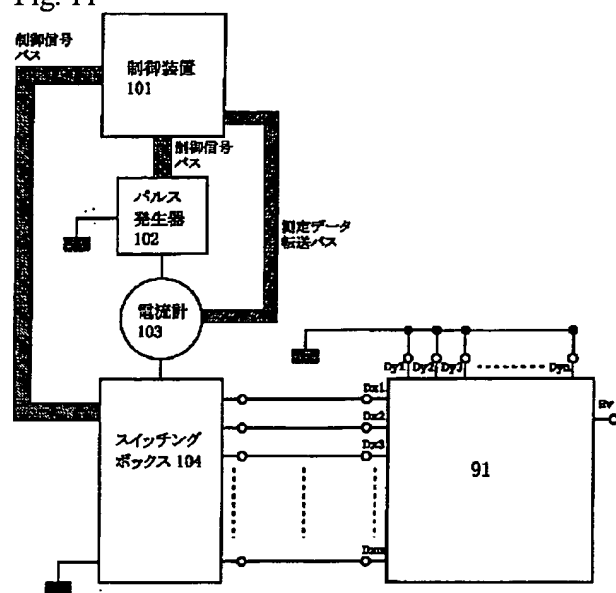 制御信号
バス
制御装置
101
制御信号
バス
パルス
発生器
102
測定データ
転送バス
電流計
103
Dy1 Dy2 Dy3 Dyn
Dx1
Dx2
Dx3
Dxm
スイッチング
ボックス 104
91